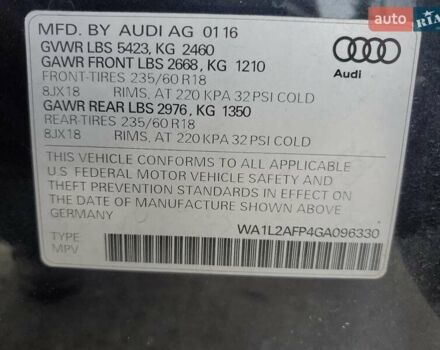 MFD. BY AUDI AG 01 16
GVWR LBS 5423, KG 2460
GAWR FRONT LBS 2668, KG 1210
FRONT-TIRES 235/60 R18
8JX18 RIMS, AT 220 KPA 32 PSI COLD
GAWR REAR LBS 2976, KG 1350
REAR-TIRES 235/60 R18
8JX18 RIMS, AT 220 KPA 32 PSI COLD
Audi
THIS VEHICLE CONFORMS TO ALL APPLICABLE
U.S. FEDERAL MOTOR VEHICLE SAFETY AND
THEFT PREVENTION STANDARDS IN EFFECT ON
THE DATE OF MANUFACTURE SHOWN ABOVE.
GERMANY
WA1L2AFP4GA096330
TYPE:
MPV
AUTO
RIA